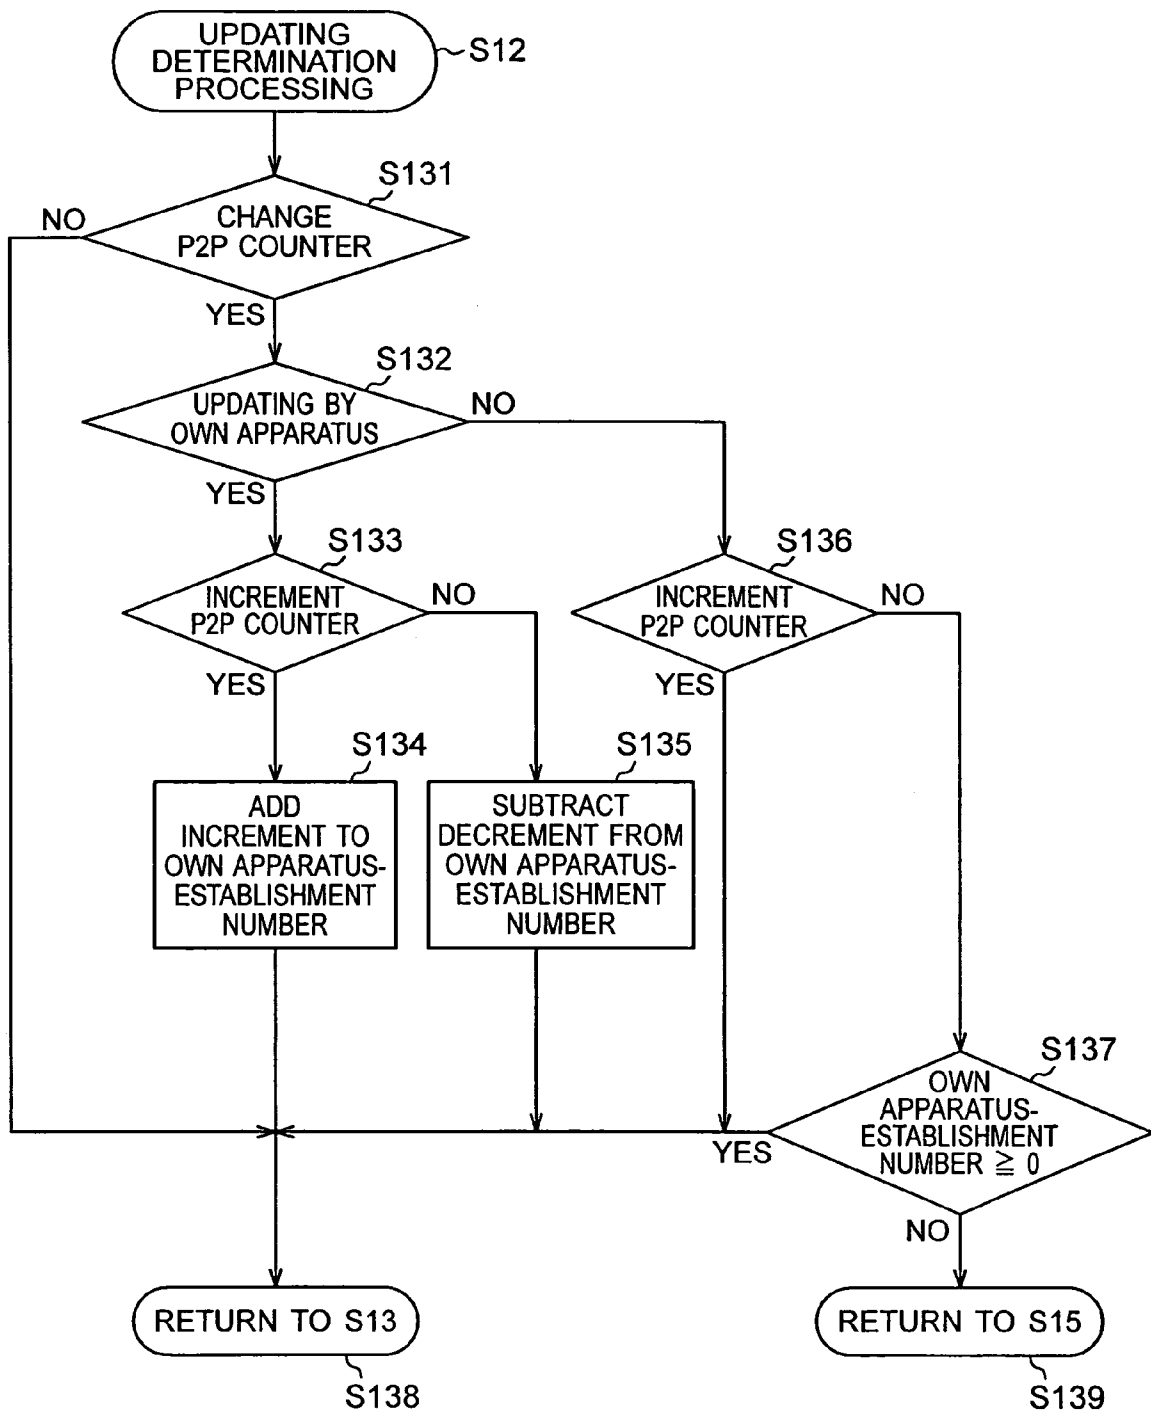 UPDATING
DETERMINATION
PROCESSING
S12
S131
NO
CHANGE
P2P COUNTER
YES
S132
UPDATING BY
OWN APPARATUS
NO
YES
S133
INCREMENT
P2P COUNTER
NO
YES
S136
INCREMENT
P2P COUNTER
NO
YES
S134
ADD
INCREMENT TO
OWN APPARATUS-
ESTABLISHMENT
NUMBER
S135
SUBTRACT
DECREMENT FROM
OWN APPARATUS-
ESTABLISHMENT
NUMBER
S137
OWN
APPARATUS-
ESTABLISHMENT
NUMBER ≧ 0
YES
NO
RETURN TO S13
S138
RETURN TO S15
S139